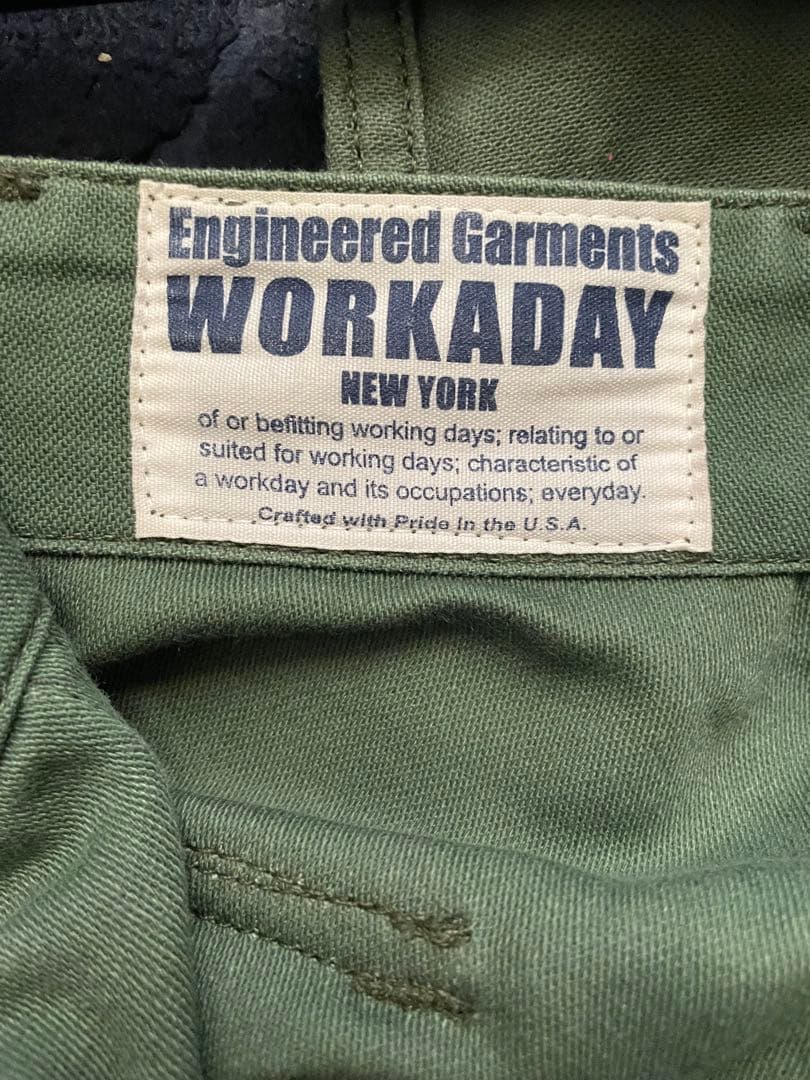 Engineered Garments
WORKADAY
NEW YORK
of or befitting working days; relating to or
suited for working days; characteristic of
a workday and its occupations; everyday.
Crafted with Pride in the U.S.A.